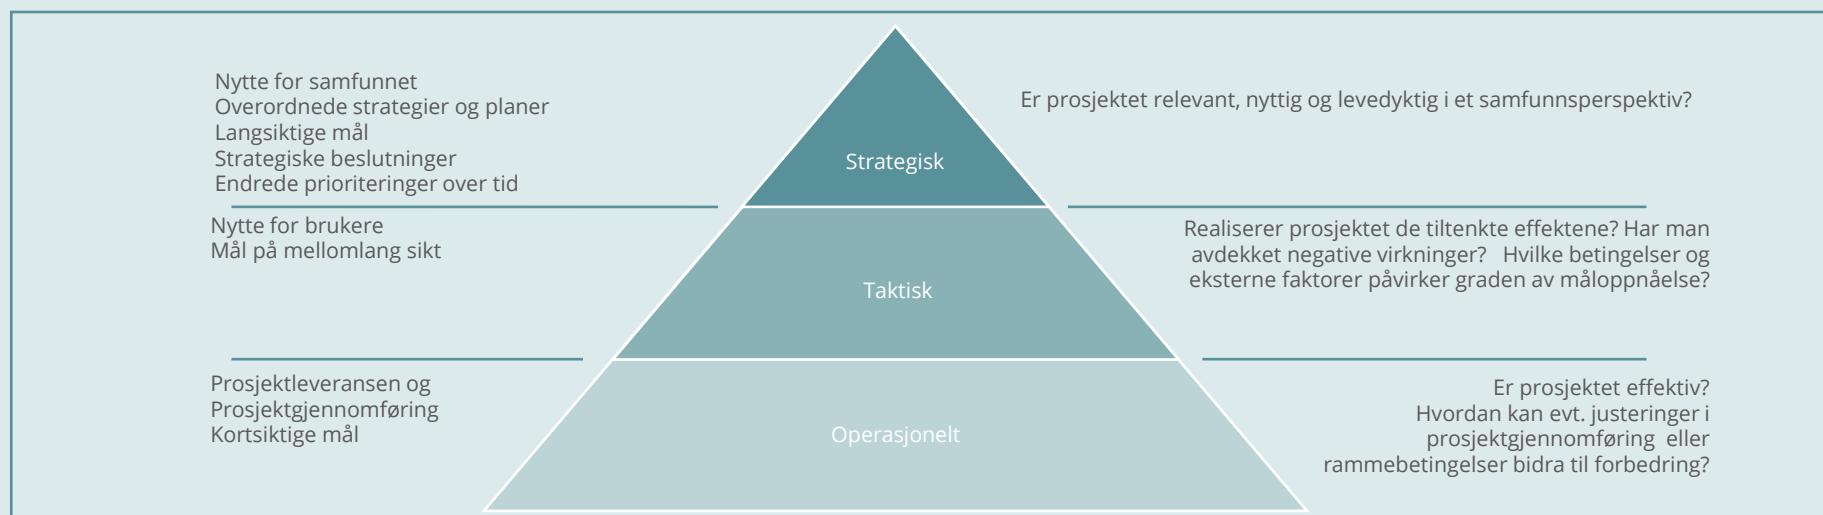 Nytte for samfunnet
Overordnede strategier og planer
Langsiktige mål
Strategiske beslutninger
Endrede prioriteringer over tid
Strategisk
Er prosjektet relevant, nyttig og levedyktig i et samfunnsperspektiv?
Nytte for brukere
Mål på mellomlang sikt
Taktisk
Realiserer prosjektet de tiltenkte effektene? Har man
avdekket negative virkninger? Hvilke betingelser og
eksterne faktorer påvirker graden av måloppnåelse?
Prosjektleveransen og
Prosjektgjennomføring
Kortsiktige mål
Operasjonelt
Er prosjektet effektiv?
Hvordan kan evt. justeringer i
prosjektgjennomføring eller
rammebetingelser bidra til forbedring?